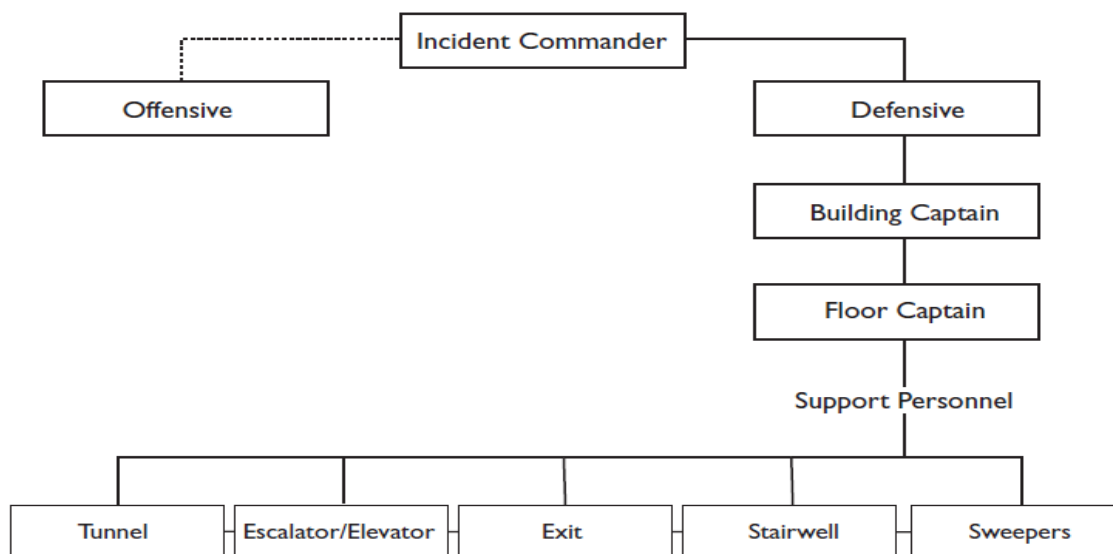 Incident Commander
Offensive
Defensive
Building Captain
Floor Captain
Support Personnel
Tunnel
Escalator/Elevator
Exit
Stairwell
Sweepers